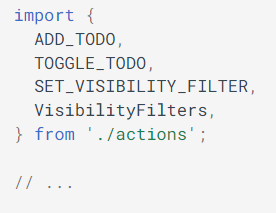 import {
  ADD_TODO,
  TOGGLE_TODO,
  SET_VISIBILITY_FILTER,
  VisibilityFilters,
} from './actions';
// ...